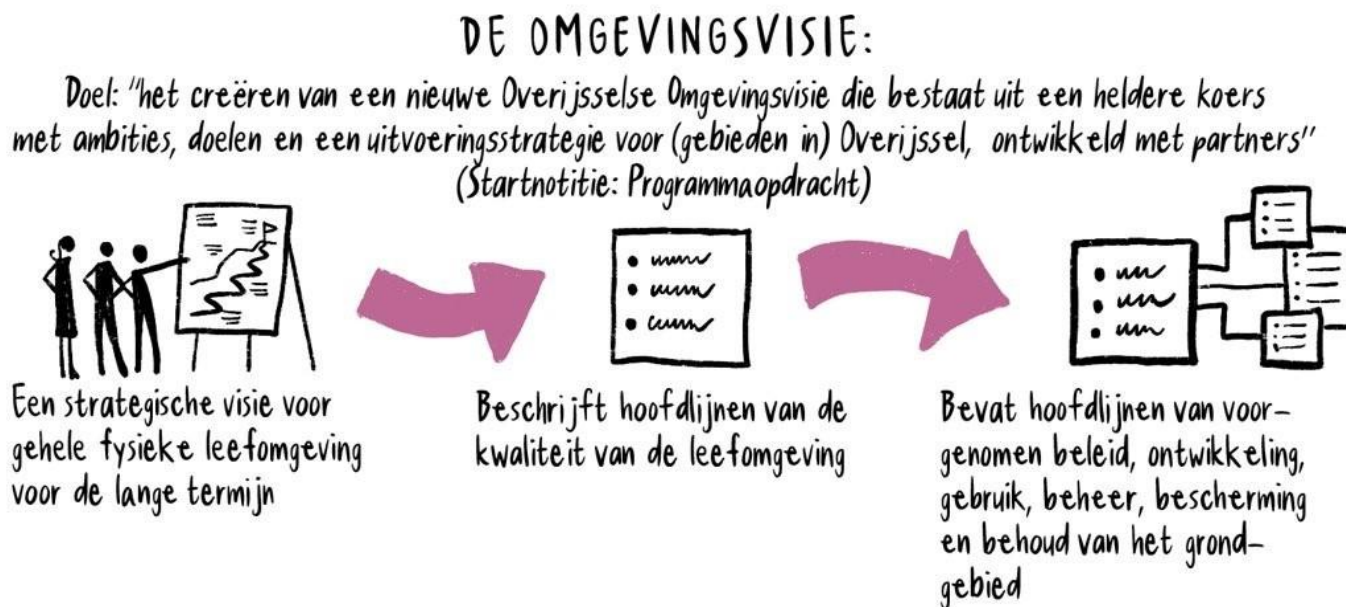 DE OMGEVINGSVISIE:
Doel: "het creëren van een nieuwe Overijsselse Omgevingsvisie die bestaat uit een heldere koers
met ambities, doelen en een uitvoeringsstrategie voor (gebieden in) Overijssel, ontwikkeld met partners"
(Startnotitie: Programmaopdracht)
Een strategische visie voor
gehele fysieke leefomgeving
voor de lange termijn
Beschrijft hoofdlijnen van de
kwaliteit van de leefomgeving
Bevat hoofdlijnen van voor-
genomen beleid, ontwikkeling,
gebruik, beheer, bescherming
en behoud van het grond-
gebied